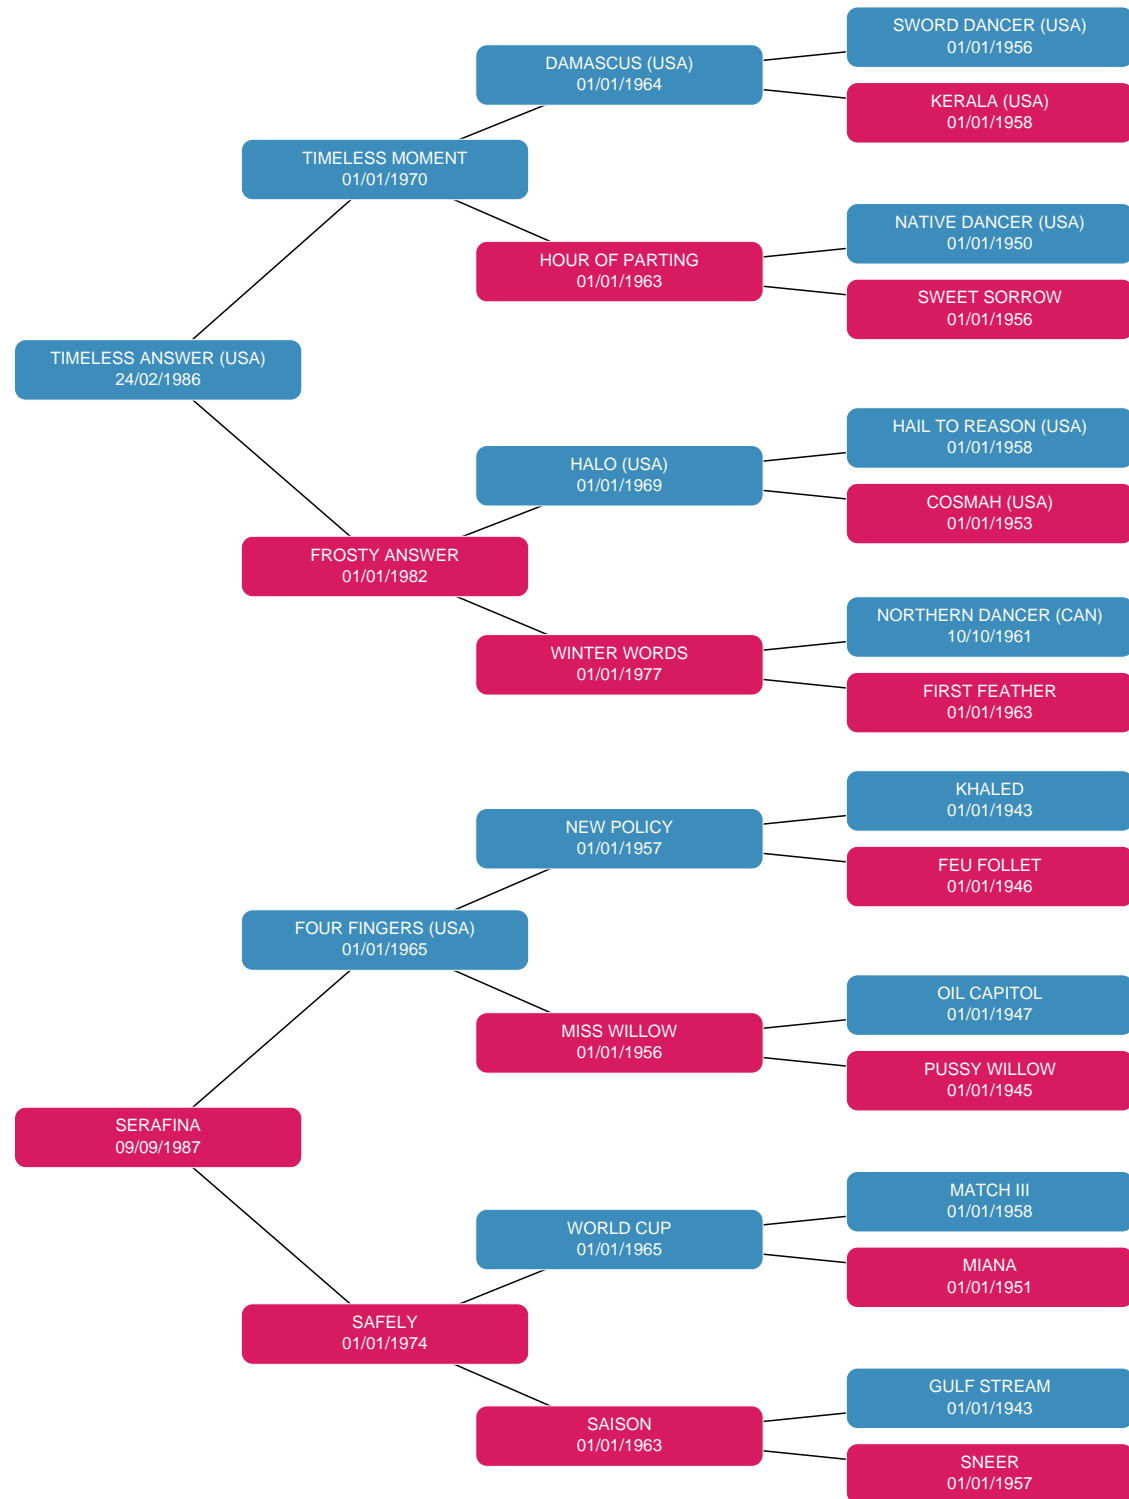 SWORD DANCER (USA)
01/01/1956
DAMASCUS (USA)
01/01/1964
KERALA (USA)
01/01/1958
TIMELESS MOMENT
01/01/1970
NATIVE DANCER (USA)
01/01/1950
HOUR OF PARTING
01/01/1963
SWEET SORROW
01/01/1956
TIMELESS ANSWER (USA)
24/02/1986
HAIL TO REASON (USA)
01/01/1958
HALO (USA)
01/01/1969
COSMAH (USA)
01/01/1953
FROSTY ANSWER
01/01/1982
NORTHERN DANCER (CAN)
10/10/1961
WINTER WORDS
01/01/1977
FIRST FEATHER
01/01/1963
KHALED
01/01/1943
NEW POLICY
01/01/1957
FEU FOLLET
01/01/1946
FOUR FINGERS (USA)
01/01/1965
OIL CAPITOL
01/01/1947
MISS WILLOW
01/01/1956
PUSSY WILLOW
01/01/1945
SERAFINA
09/09/1987
MATCH III
01/01/1958
WORLD CUP
01/01/1965
MIANA
01/01/1951
SAFELY
01/01/1974
GULF STREAM
01/01/1943
SAISON
01/01/1963
SNEER
01/01/1957